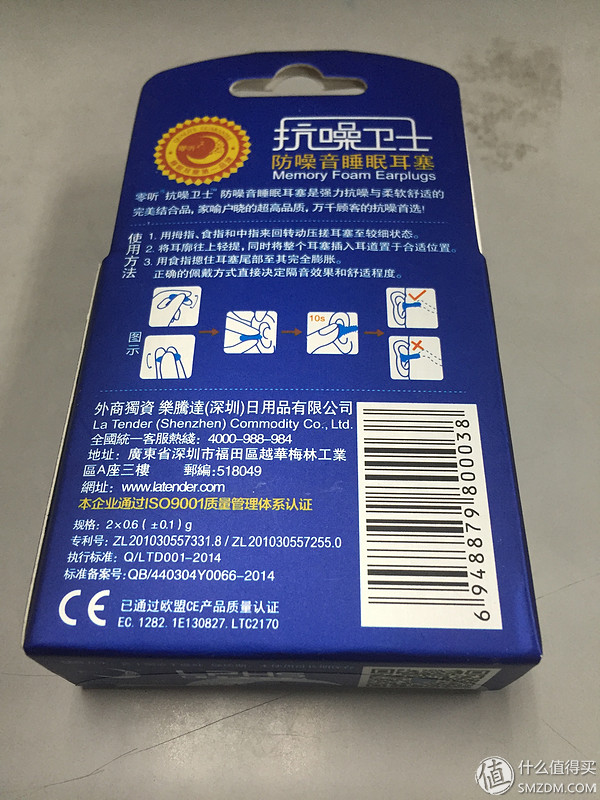 抗噪卫士
防噪音睡眠耳塞
Memory Foam Earplugs
零听"抗噪卫士"防噪音睡眠耳塞是强力抗噪与柔软舒适的
完美结合品,家喻户晓的超高品质,万千顾客的抗噪首选!
使用方法
1. 用拇指、食指和中指来回转动压搓耳塞至较细状态。
2. 将耳廓往上轻提,同时将整个耳塞插入耳道置于合适位置。
3. 用食指摁住耳塞尾部至其完全膨胀。
正确的佩戴方式直接决定隔音效果和舒适程度。
图示
10s
外商獨資 樂騰達(深圳)日用品有限公司
La Tender (Shenzhen) Commodity Co., Ltd.
全國統一客服熱綫: 4000-988-984
地址: 廣東省深圳市福田區越華梅林工業
區A座三樓 郵編:518049
網址: www.latender.com
本企业通过ISO9001质量管理体系认证
规格: 2×0.6 (±0.1) g
专利号: ZL201030557331.8 / ZL201030557255.0
执行标准: Q/LTD001-2014
标准备案号:QB/440304Y0066-2014
CE
已通过欧盟CE产品质量认证
EC. 1282. 1E130827. LTC2170
6948879800038
值 什么值得买
SMZDM.COM